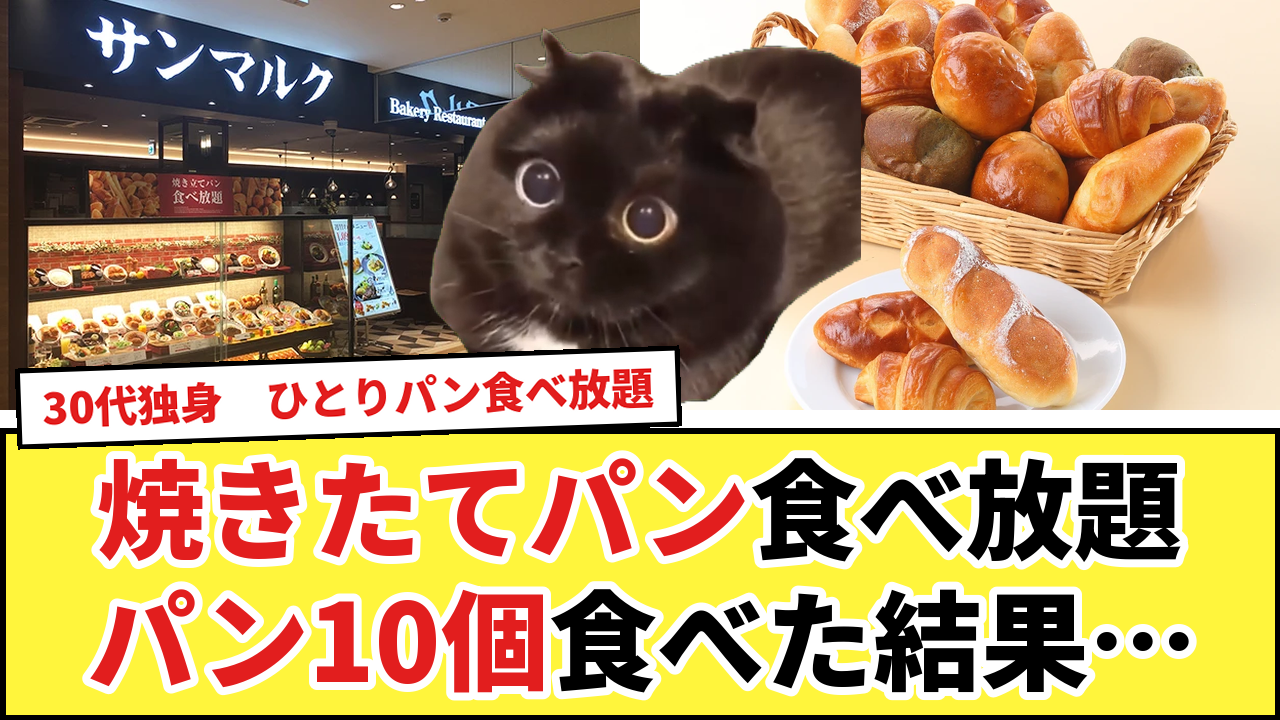 サンマルク
Bakery Restaurant
焼き立てパン
食べ放題
30代独身　ひとりパン食べ放題
焼きたてパン食べ放題
パン10個食べた結果…